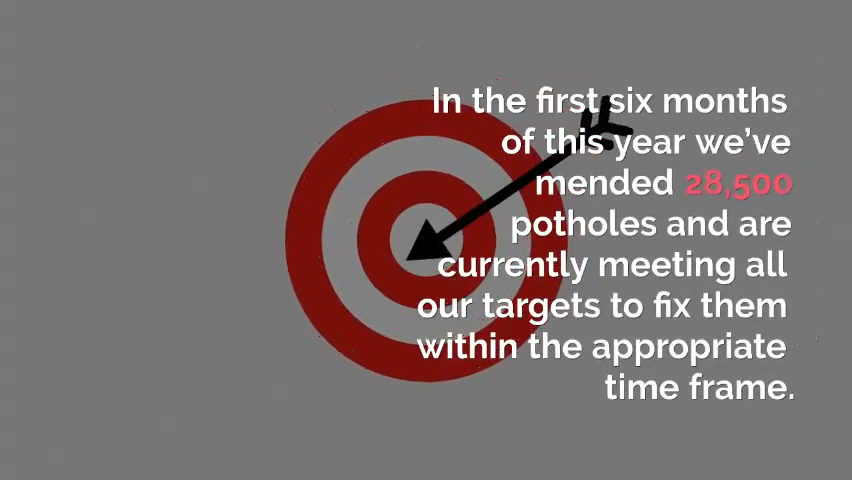 In the first six months
of this year we’ve
mended 28,500
potholes and are
currently meeting all
our targets to fix them
within the appropriate
time frame.